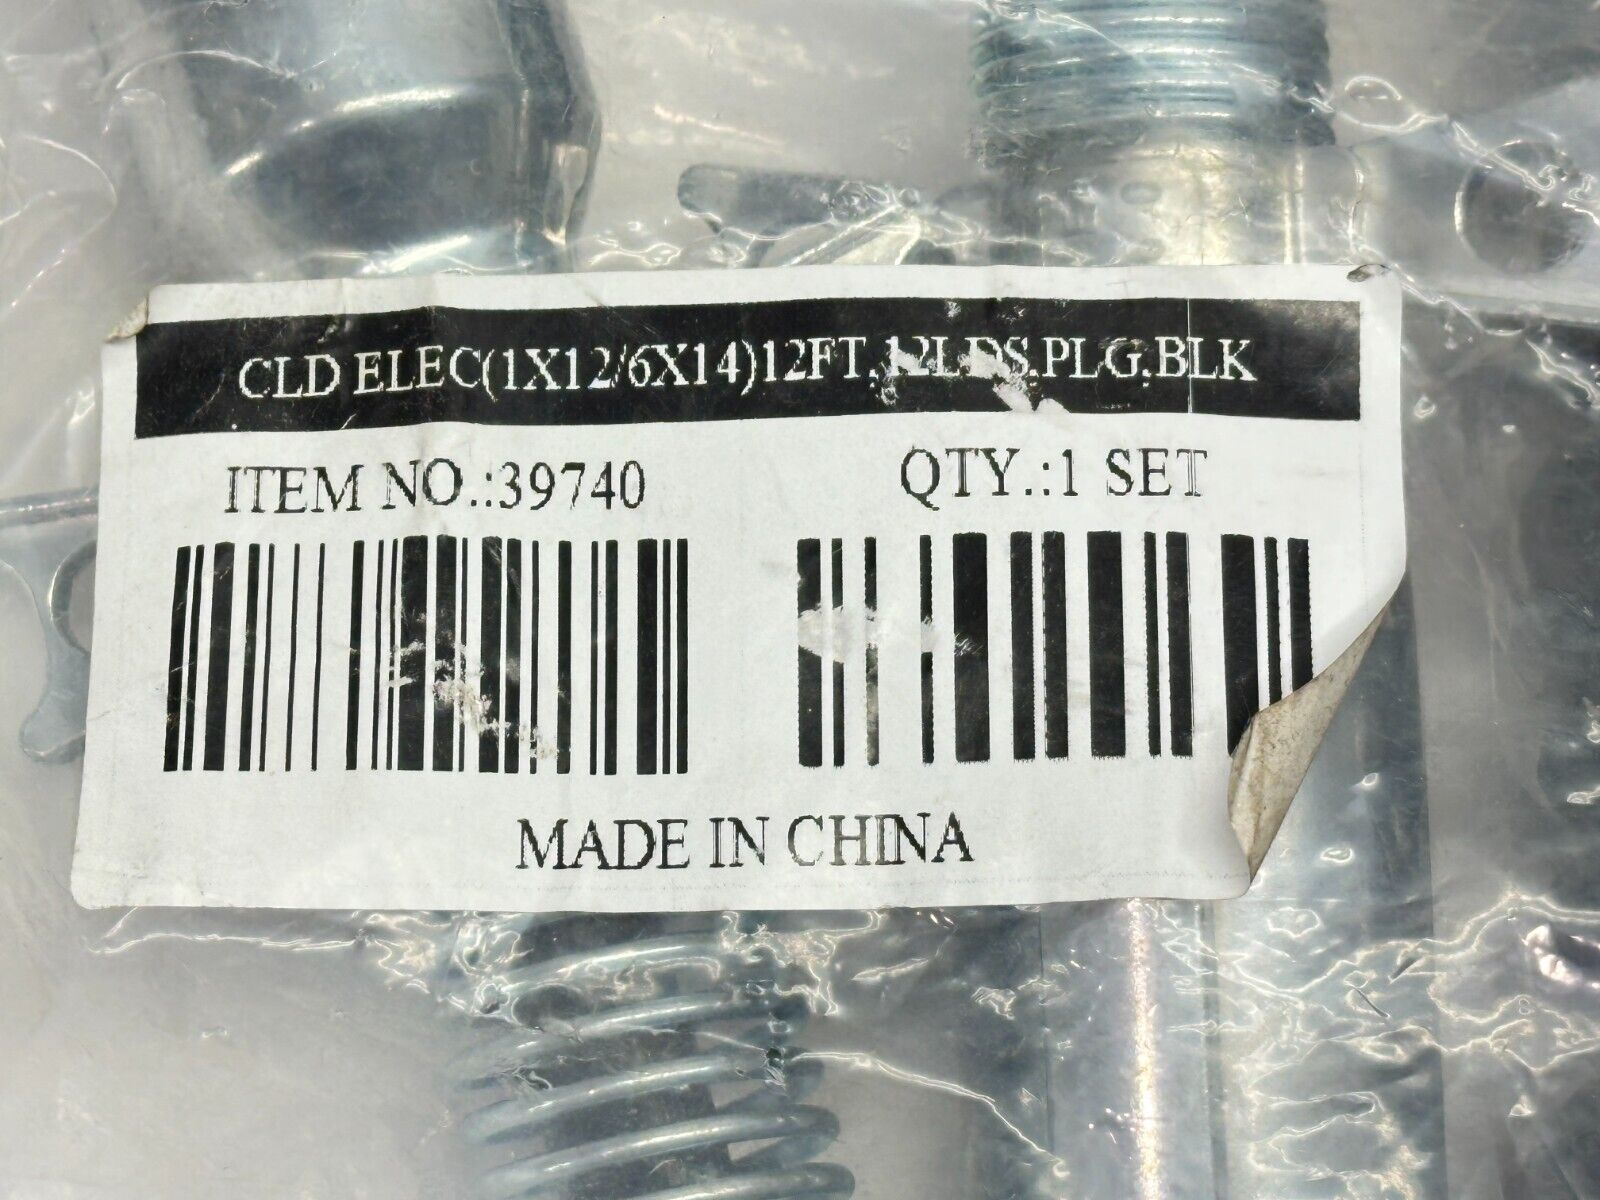 CLD ELEC(1X12/6X14)12FT,12LDS.PLG.BLK
ITEM NO.:39740
QTY.:1 SET
MADE IN CHINA